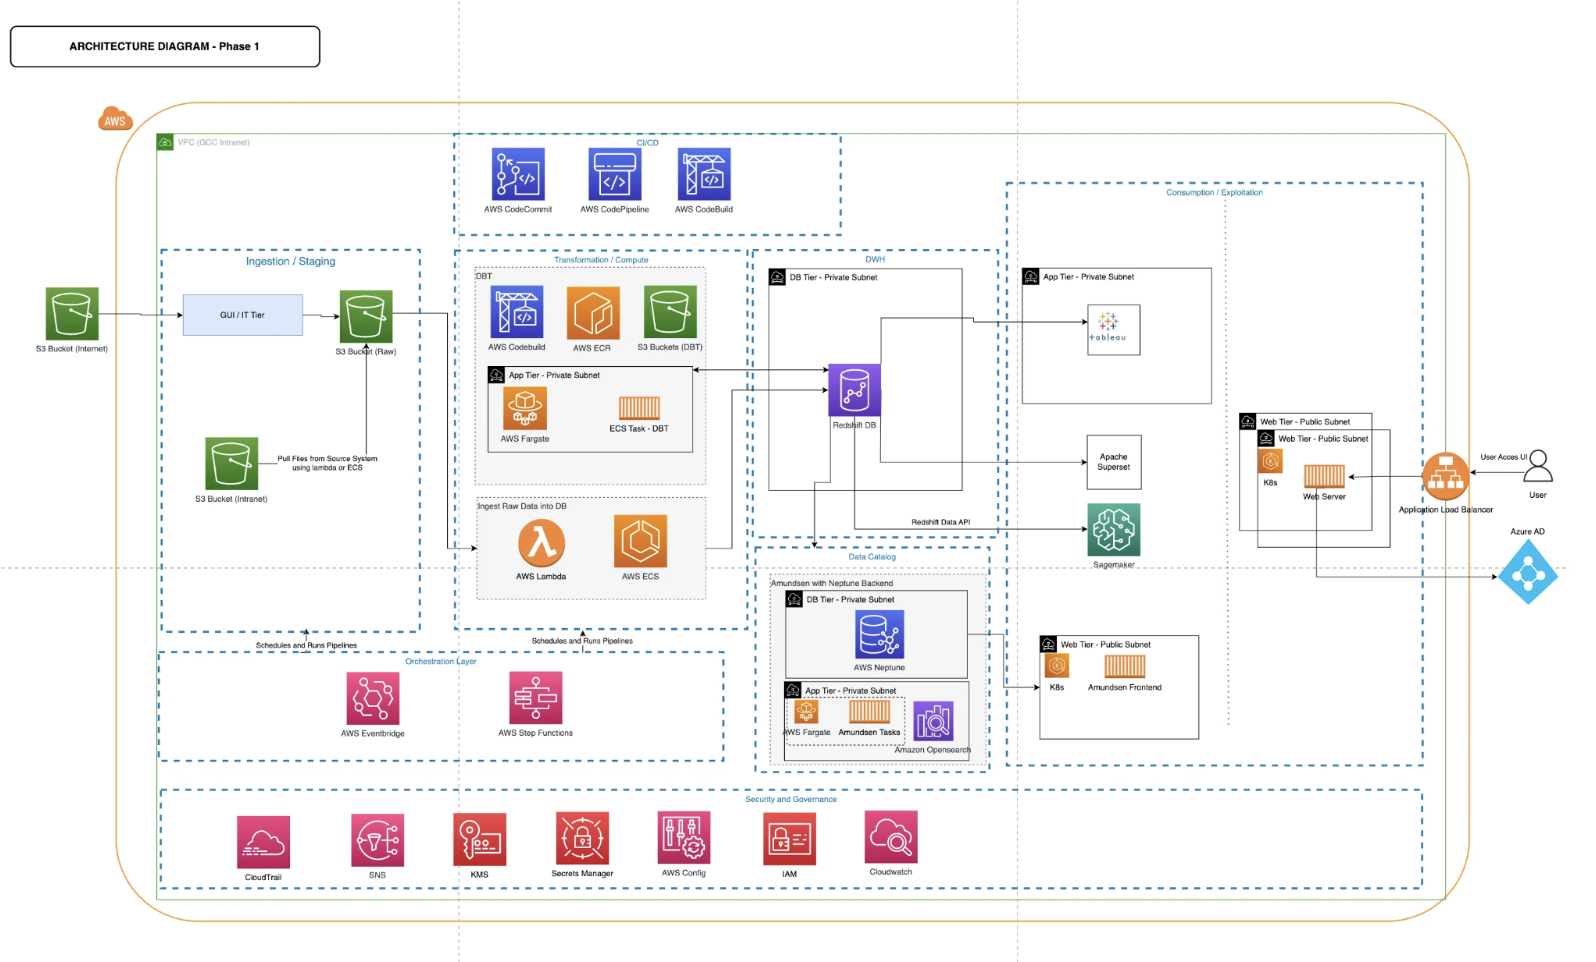 ARCHITECTURE DIAGRAM - Phase 1
AWS
VPC (GCC Intranet)
CI/CD
AWS CodeCommit
AWS CodePipeline
AWS CodeBuild
Ingestion / Staging
S3 Bucket (Internet)
GUI / IT Tier
S3 Bucket (Raw)
S3 Bucket (Intranet)
Pull Files from Source System
using lambda or ECS
Transformation / Compute
DBT
AWS Codebuild
AWS ECR
S3 Buckets (DBT)
App Tier - Private Subnet
AWS Fargate
ECS Task - DBT
Ingest Raw Data into DB
AWS Lambda
AWS ECS
DWH
DB Tier - Private Subnet
Redshift DB
Redshift Data API
Data Catalog
Amundsen with Neptune Backend
DB Tier - Private Subnet
AWS Neptune
App Tier - Private Subnet
AWS Fargate
Amundsen Tasks
Amazon Opensearch
Consumption / Exploitation
App Tier - Private Subnet
tableau
Apache
Superset
Sagemaker
Web Tier - Public Subnet
Web Tier - Public Subnet
K8s
Web Server
Web Tier - Public Subnet
K8s
Amundsen Frontend
Application Load Balancer
User Acces UI
User
Azure AD
Schedules and Runs Pipelines
Schedules and Runs Pipelines
Orchestration Layer
AWS Eventbridge
AWS Step Functions
Security and Governance
CloudTrail
SNS
KMS
Secrets Manager
AWS Config
IAM
Cloudwatch